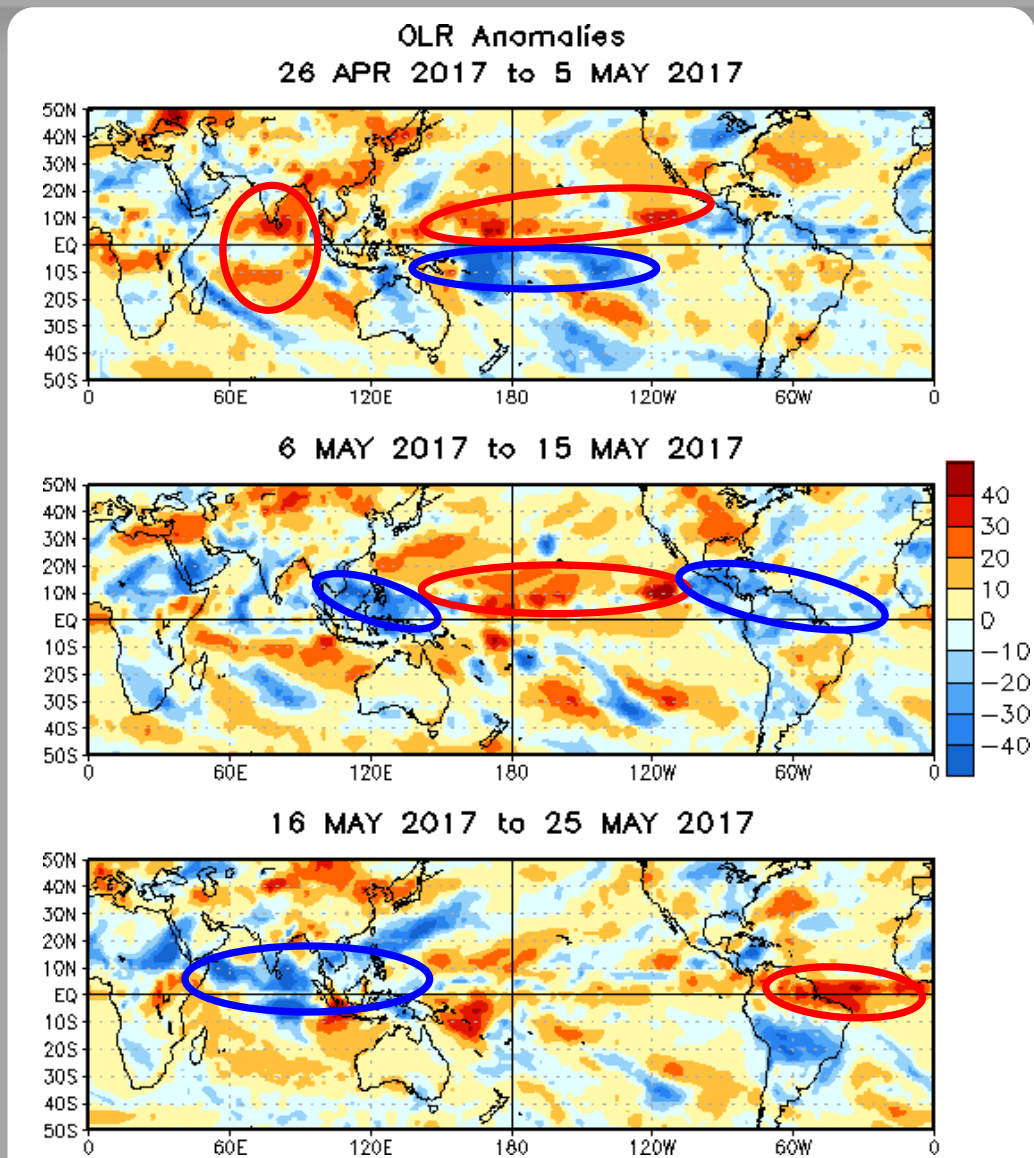 OLR Anomalies
26 APR 2017 to 5 MAY 2017
50N
40N
30N
20N
10N
EQ
10S
20S
30S
40S
50S
0 60E 120E 180 120W 60W 0
6 MAY 2017 to 15 MAY 2017
50N
40N
30N
20N
10N
EQ
10S
20S
30S
40S
50S
0 60E 120E 180 120W 60W 0
40
30
20
10
0
-10
-20
-30
-40
16 MAY 2017 to 25 MAY 2017
50N
40N
30N
20N
10N
EQ
10S
20S
30S
40S
50S
0 60E 120E 180 120W 60W 0